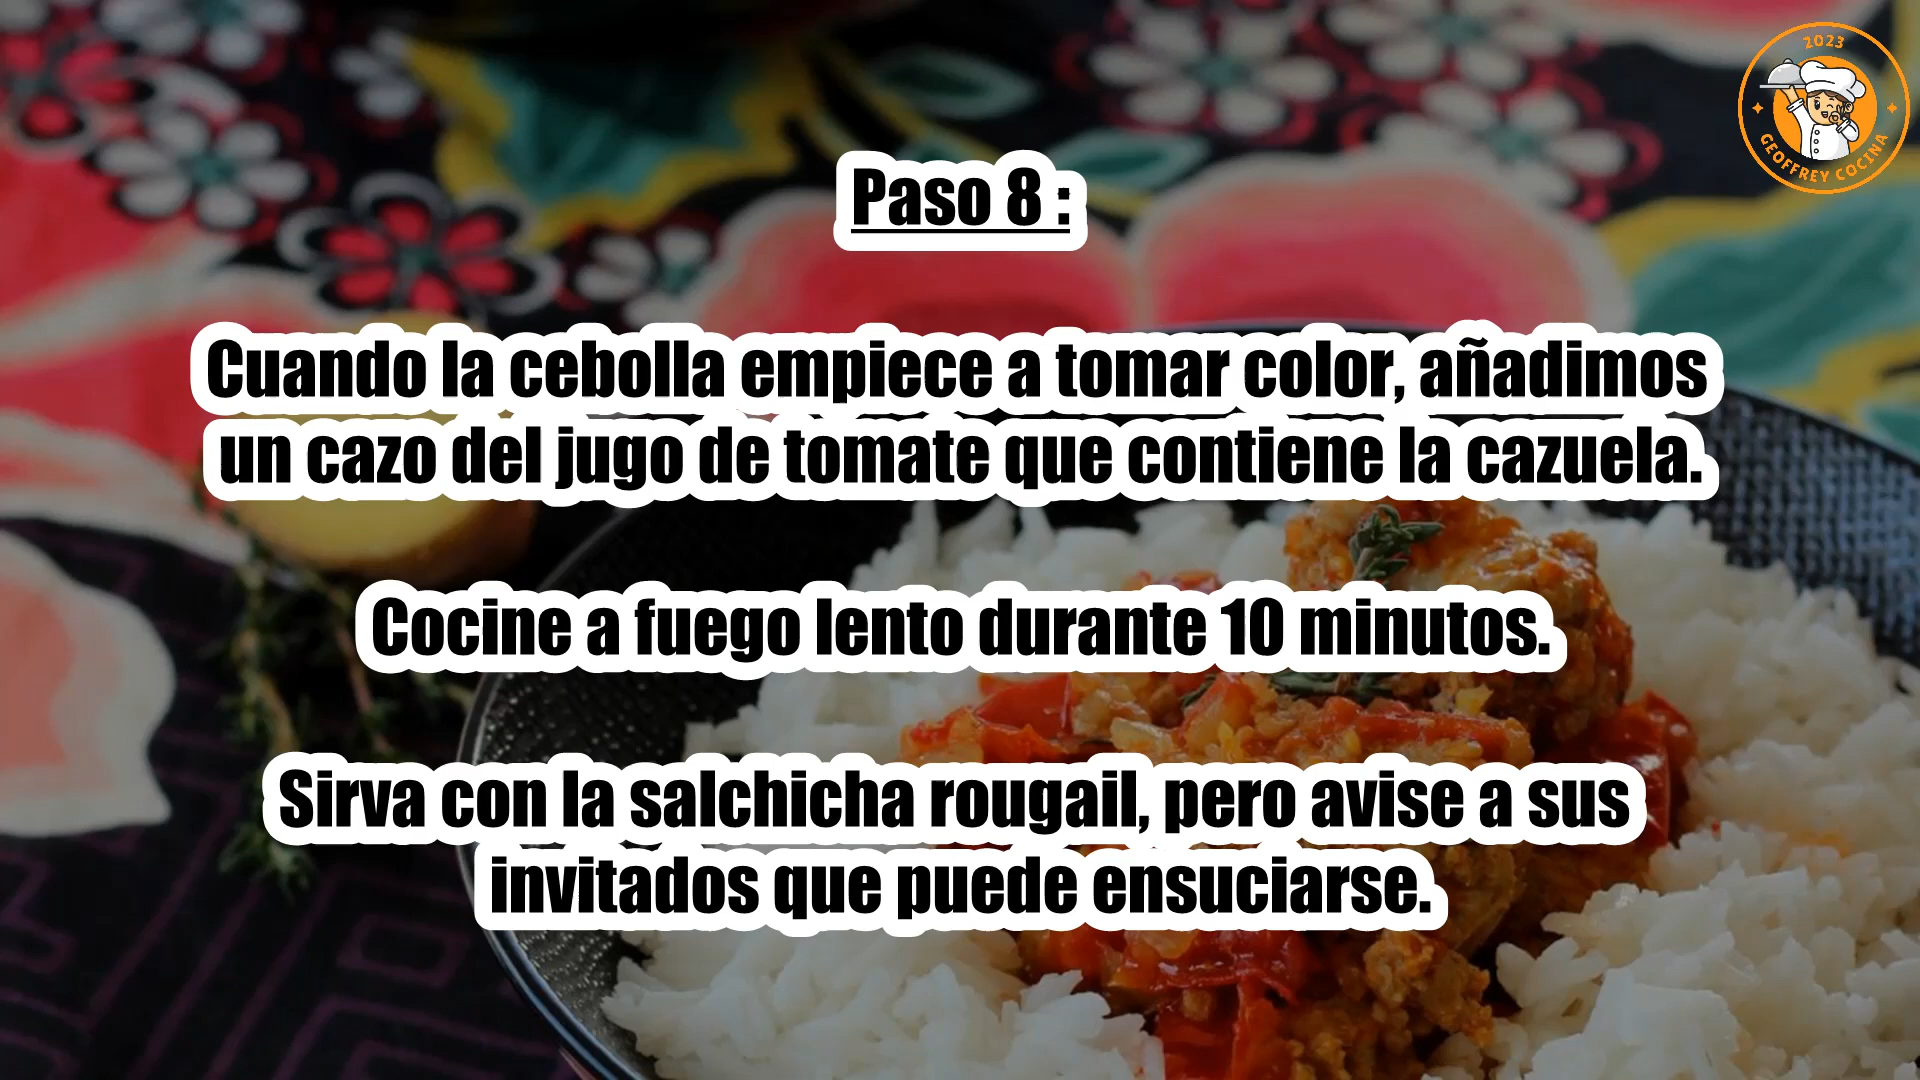 2023
GEOFFREY COCINA
Paso 8 :
Cuando la cebolla empiece a tomar color, añadimos
un cazo del jugo de tomate que contiene la cazuela.
Cocine a fuego lento durante 10 minutos.
Sirva con la salchicha rougail, pero avise a sus
invitados que puede ensuciarse.